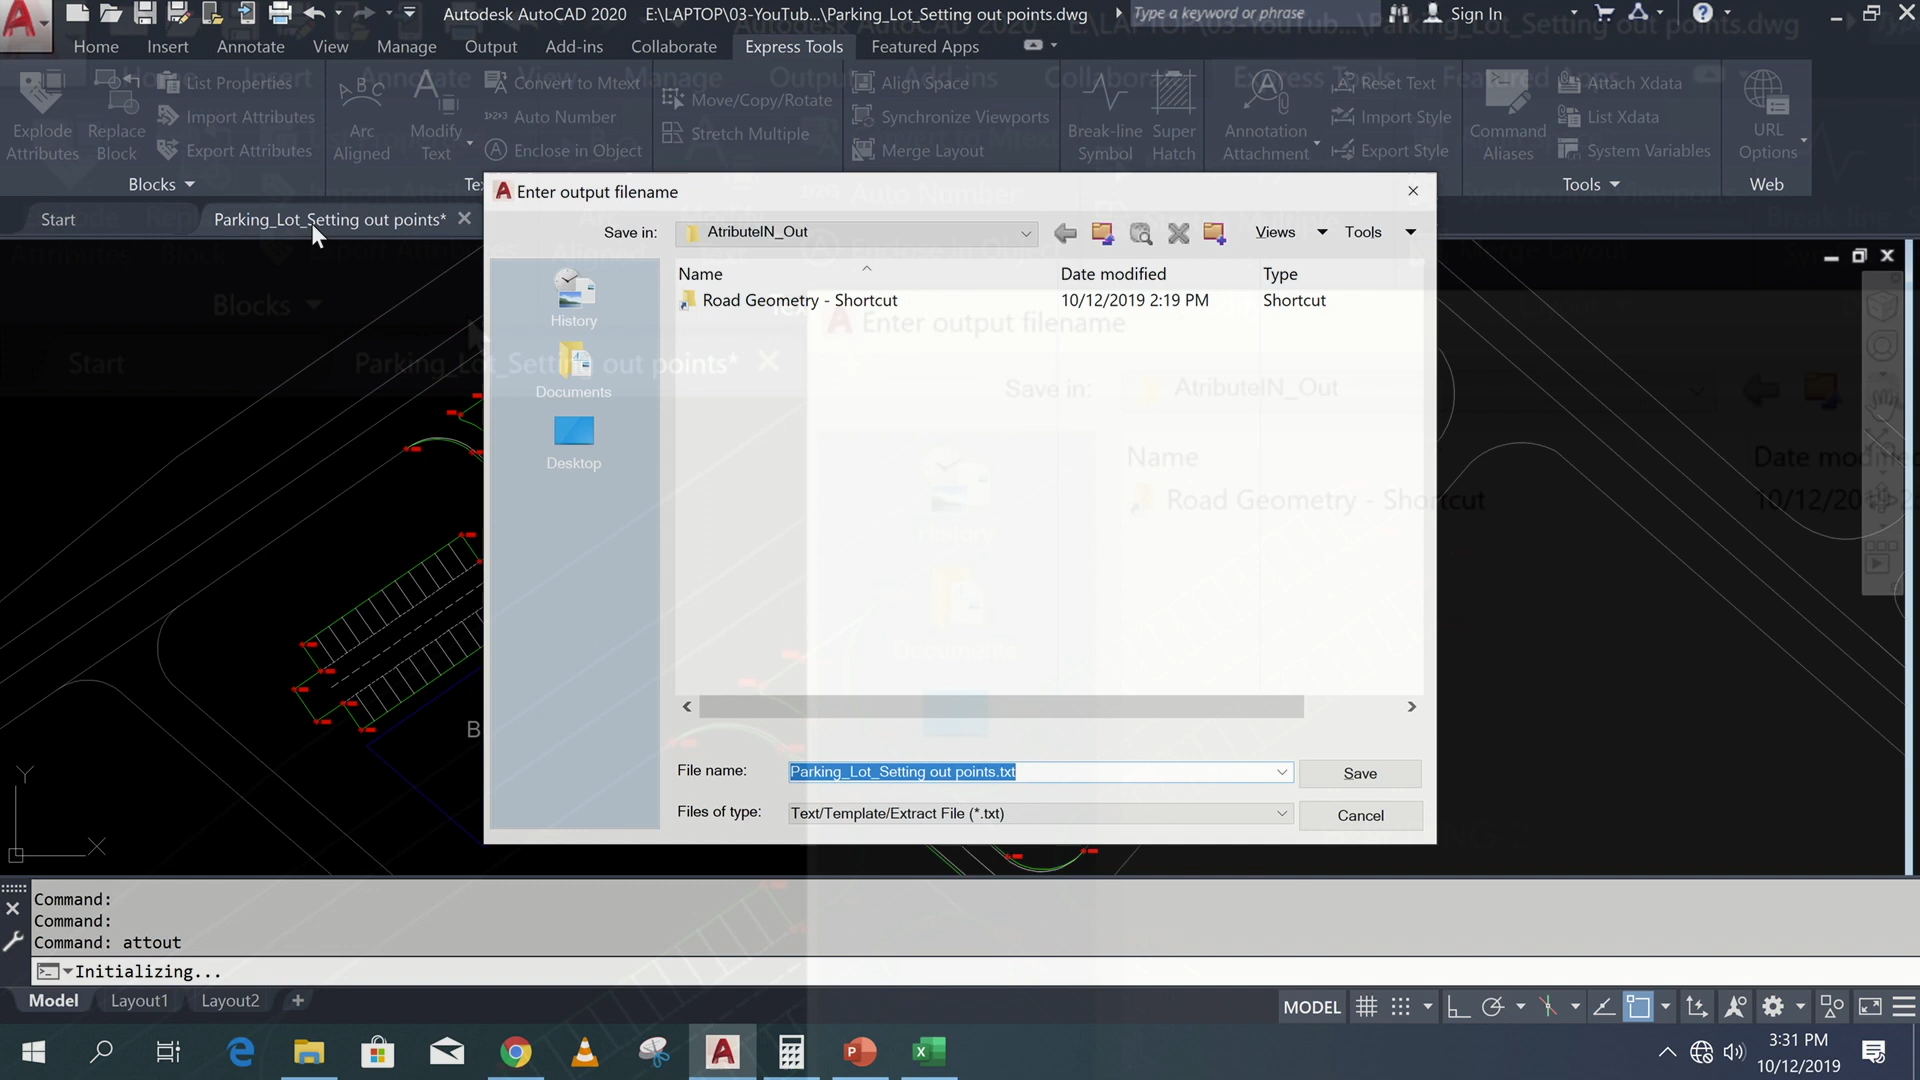 Autodesk AutoCAD 2020 E:\LAPTOP\03-YouTub...\Parking_Lot_Setting out points.dwg
Type a keyword or phrase
Sign In
Home Insert Annotate View Manage Output Add-ins Collaborate Express Tools Featured Apps
Explode Attributes
Replace Block
List Properties
Import Attributes
Export Attributes
Arc Aligned
Modify Text
Convert to Mtext
Auto Number
Enclose in Object
Move/Copy/Rotate
Stretch Multiple
Align Space
Synchronize Viewports
Merge Layout
Break-line Symbol
Super Hatch
Annotation Attachment
Reset Text
Import Style
Export Style
Command Aliases
Attach Xdata
List Xdata
System Variables
URL Options
Blocks
Te
Tools
Web
Start
Parking_Lot_Setting out points*
Enter output filename
Save in: AtributeIN_Out
Views Tools
Name Date modified Type
Road Geometry - Shortcut 10/12/2019 2:19 PM Shortcut
History
Documents
Desktop
File name: Parking_Lot_Setting out points.txt
Save
Files of type: Text/Template/Extract File (*.txt)
Cancel
B
Y
X
Command:
Command:
Command: attout
Initializing...
Model Layout1 Layout2
MODEL
3:31 PM
10/12/2019